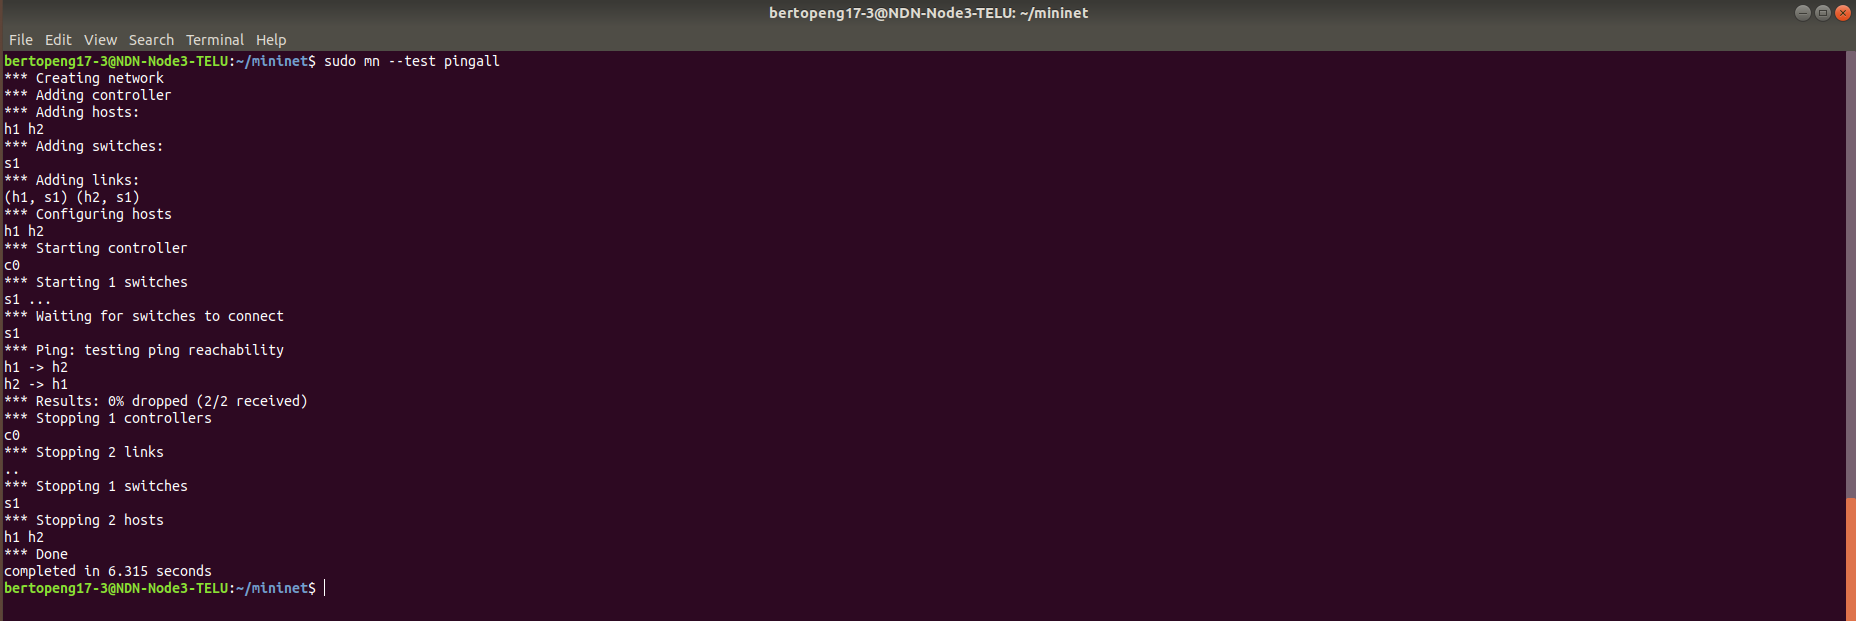 bertopeng17-3@NDN-Node3-TELU: ~/mininet
File Edit View Search Terminal Help
bertopeng17-3@NDN-Node3-TELU:~/mininet$ sudo mn --test pingall
*** Creating network
*** Adding controller
*** Adding hosts:
h1 h2
*** Adding switches:
s1
*** Adding links:
(h1, s1) (h2, s1)
*** Configuring hosts
h1 h2
*** Starting controller
c0
*** Starting 1 switches
s1 ...
*** Waiting for switches to connect
s1
*** Ping: testing ping reachability
h1 -> h2
h2 -> h1
*** Results: 0% dropped (2/2 received)
*** Stopping 1 controllers
c0
*** Stopping 2 links
..
*** Stopping 1 switches
s1
*** Stopping 2 hosts
h1 h2
*** Done
completed in 6.315 seconds
bertopeng17-3@NDN-Node3-TELU:~/mininet$